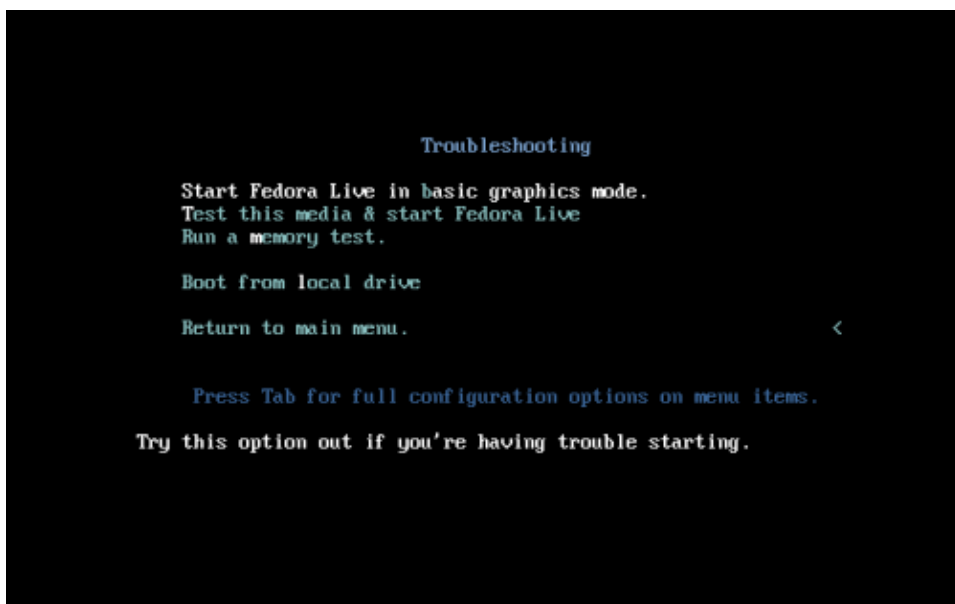 Troubleshooting
Start Fedora Live in basic graphics mode.
Test this media & start Fedora Live
Run a memory test.
Boot from local drive
Return to main menu. <
Press Tab for full configuration options on menu items.
Try this option out if you're having trouble starting.